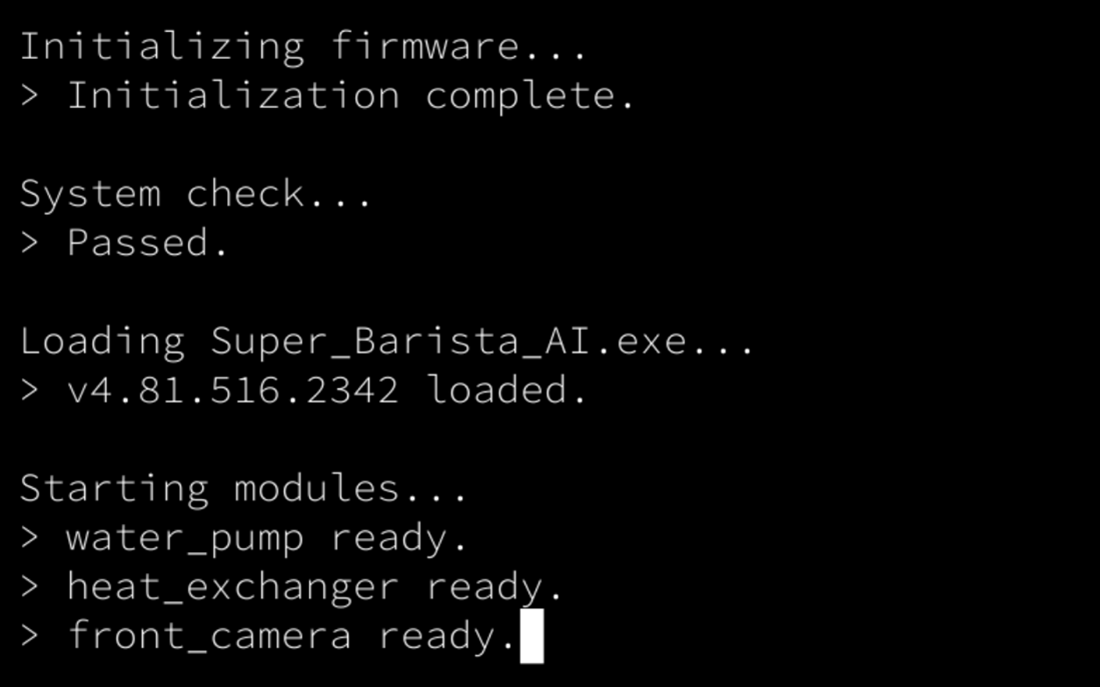 Initializing firmware...
> Initialization complete.
System check...
> Passed.
Loading Super_Barista_AI.exe...
> v4.81.516.2342 loaded.
Starting modules...
> water_pump ready.
> heat_exchanger ready.
> front_camera ready.